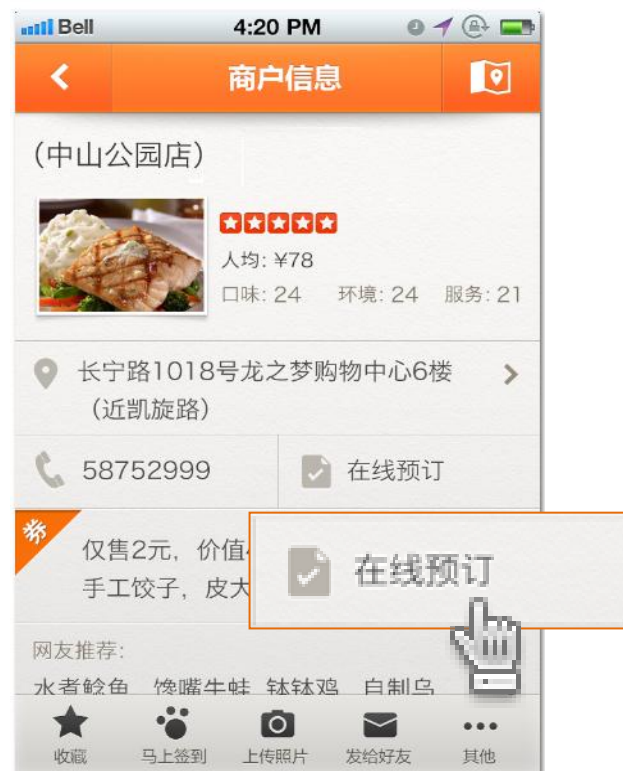 Bell 4:20 PM
商户信息
（中山公园店）
人均: ¥78
口味: 24 环境: 24 服务: 21
长宁路1018号龙之梦购物中心6楼
（近凯旋路）
58752999 在线预订
券
仅售2元，价值
手工饺子，皮大
在线预订
网友推荐:
水煮鲶鱼 馋嘴牛蛙 钵钵鸡 自制乌
收藏 马上签到 上传照片 发给好友 其他